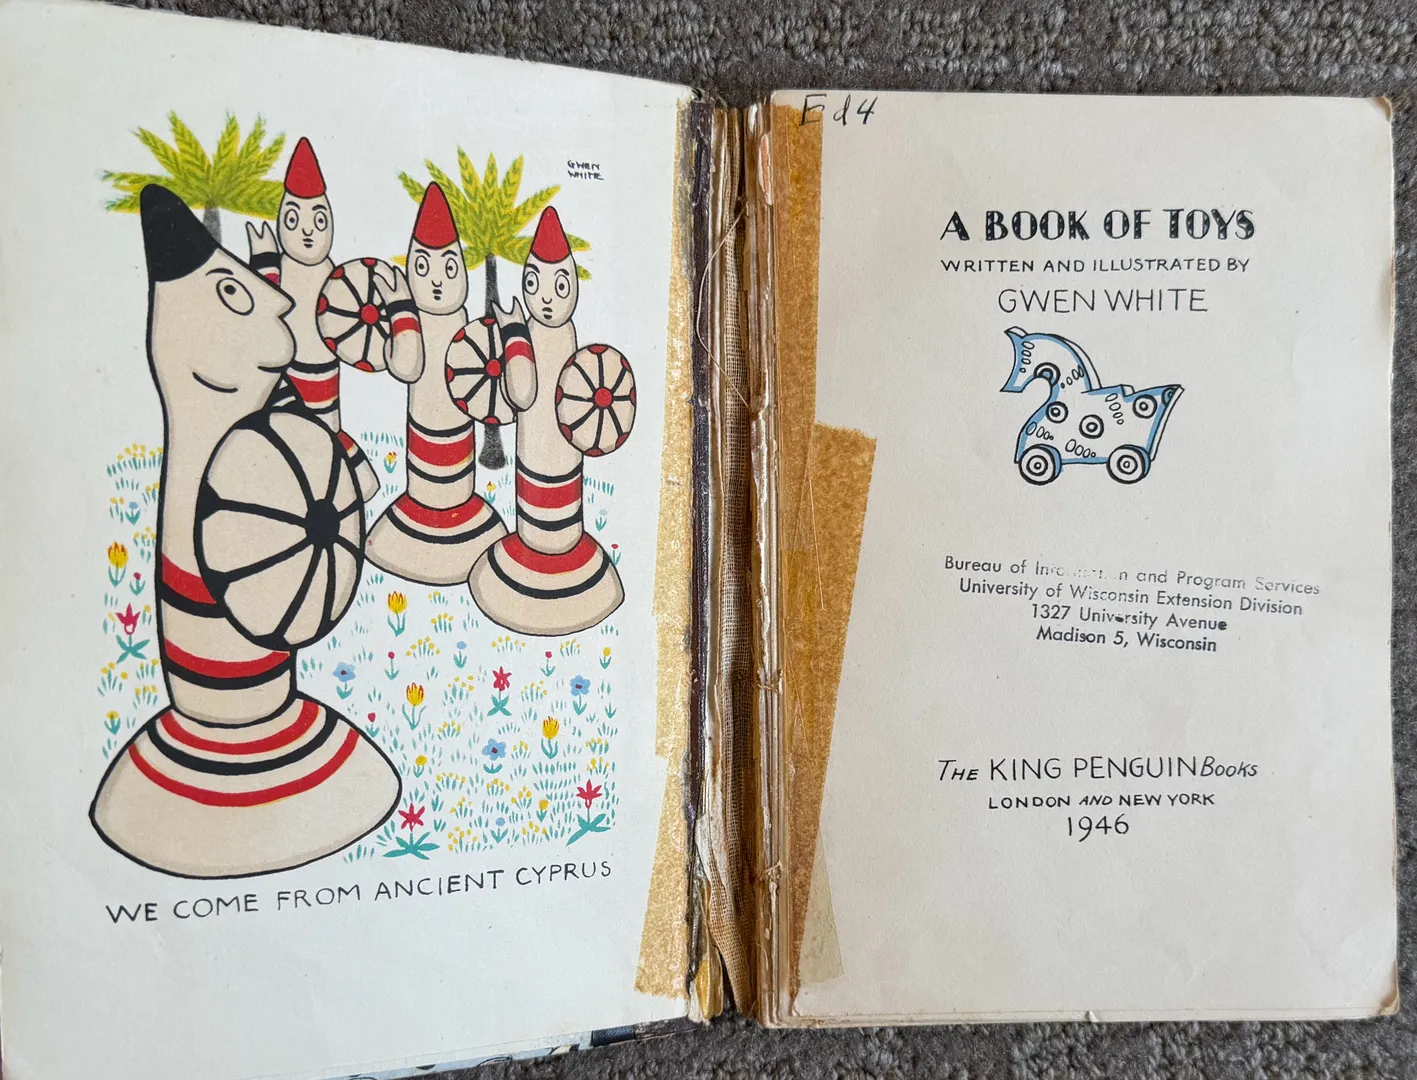 GWEN
WHITE
WE COME FROM ANCIENT CYPRUS
Ed4
A BOOK OF TOYS
WRITTEN AND ILLUSTRATED BY
GWEN WHITE
Bureau of Information and Program Services
University of Wisconsin Extension Division
1327 University Avenue
Madison 5, Wisconsin
THE KING PENGUIN Books
LONDON AND NEW YORK
1946